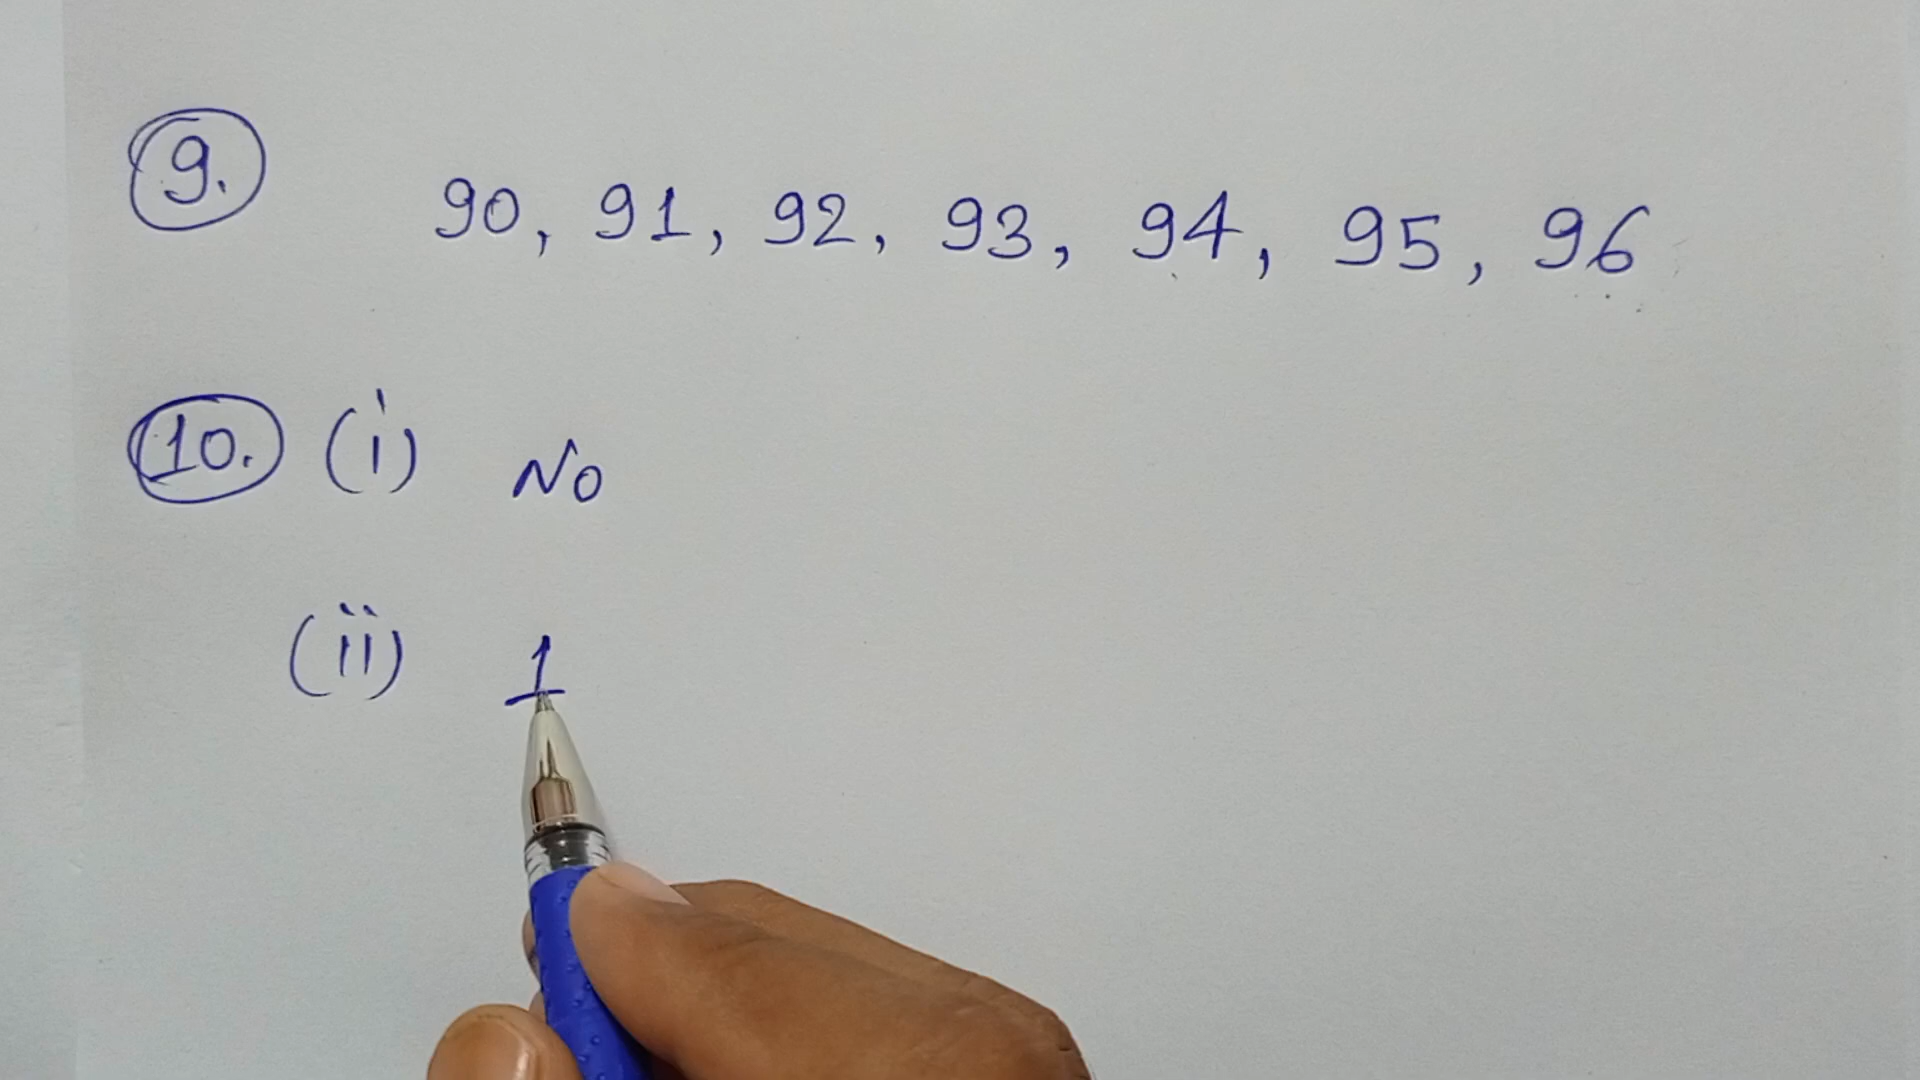 9. 90, 91, 92, 93, 94, 95, 96
10. (i) No
(ii) 1